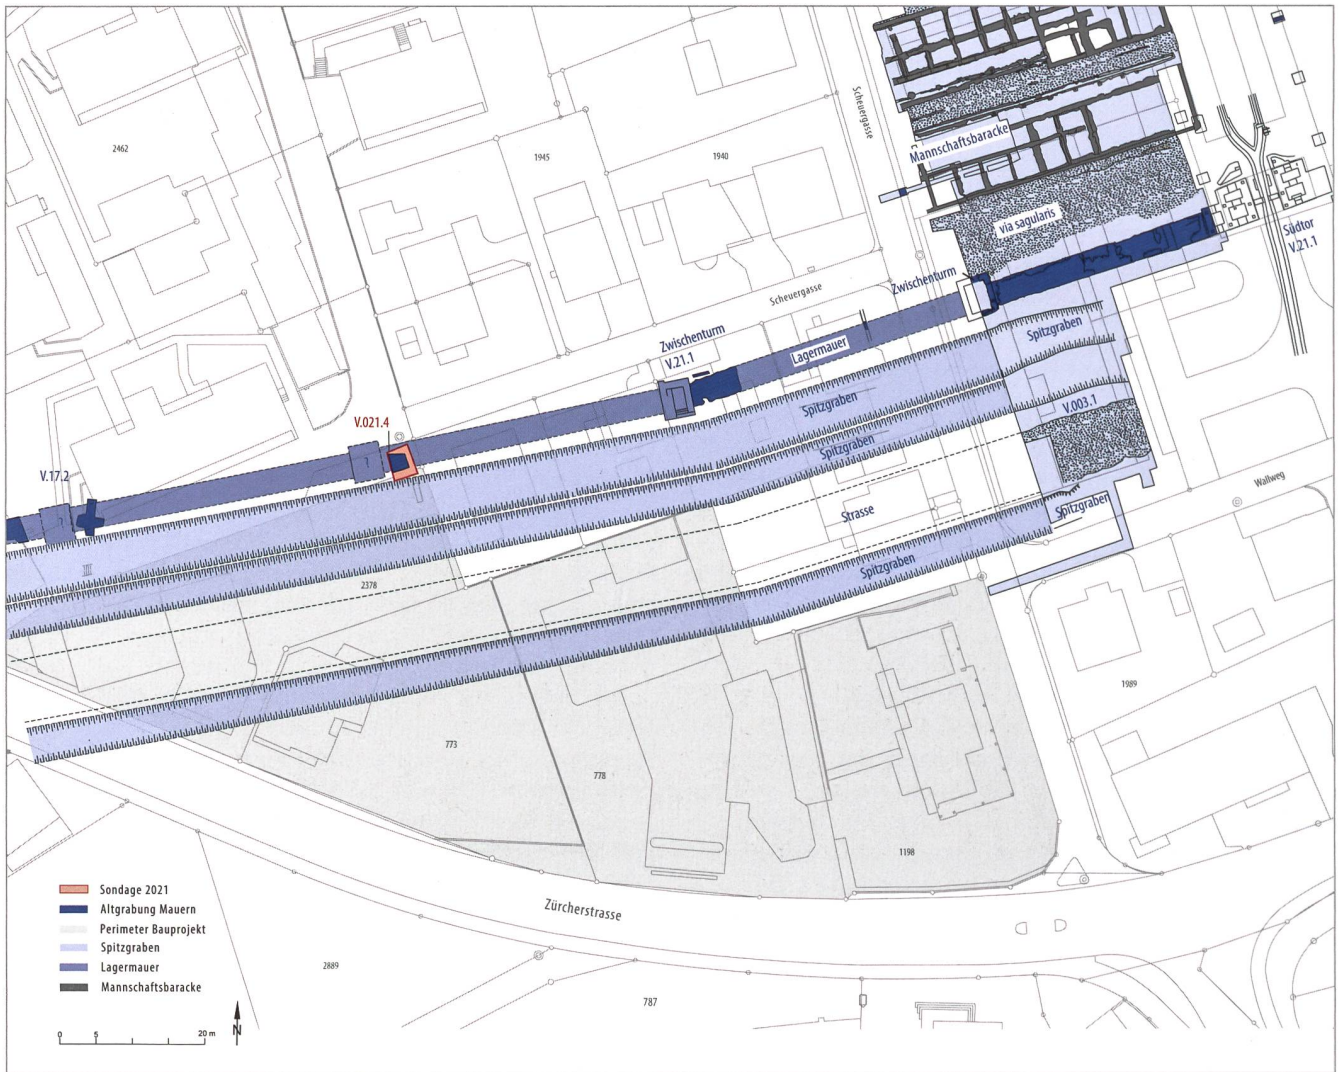 Scheuergasse
2462
1945
1940
Mannschaftsbaracke
via sagularis
Südtor
V.21.1
Zwischenturm
Scheuergasse
Spitzgraben
Zwischenturm
V.21.1
Lagermauer
Spitzgraben
V.003.1
V.021.4
Spitzgraben
V.17.2
Wallweg
Spitzgraben
Strasse
Spitzgraben
2378
1989
773
778
1198
Sondage 2021
Altgrabung Mauern
Perimeter Bauprojekt
Spitzgraben
Lagermauer
Mannschaftsbaracke
Zürcherstrasse
2889
787
0 5 20 m
N